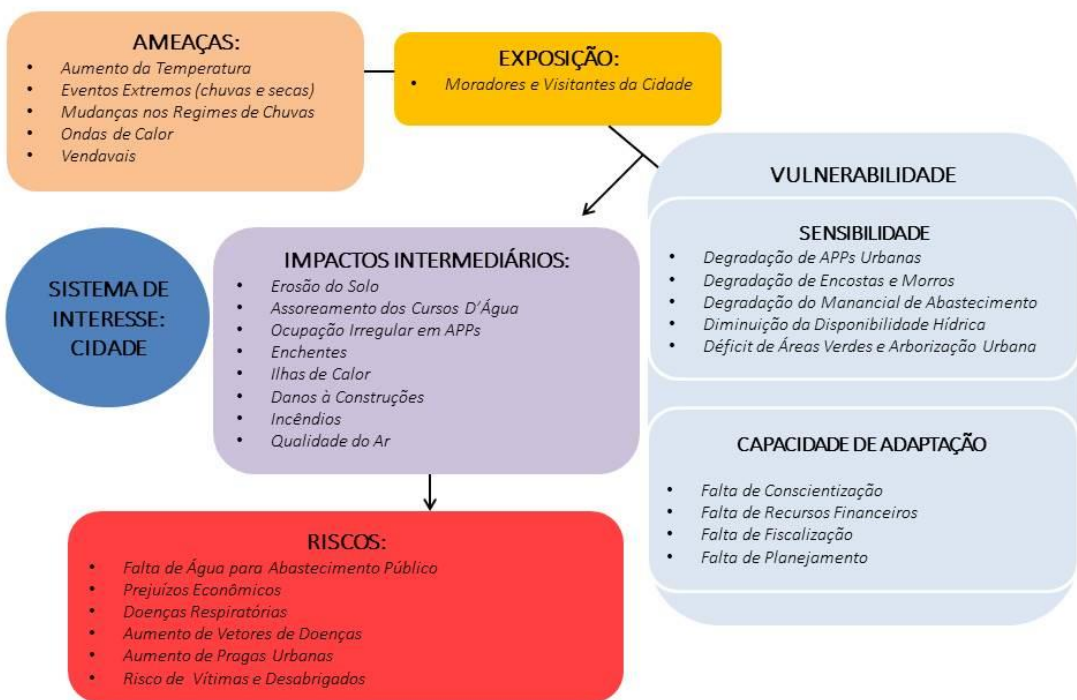 AMEAÇAS:
• Aumento da Temperatura
• Eventos Extremos (chuvas e secas)
• Mudanças nos Regimes de Chuvas
• Ondas de Calor
• Vendavais
EXPOSIÇÃO:
• Moradores e Visitantes da Cidade
SISTEMA DE
INTERESSE:
CIDADE
IMPACTOS INTERMEDIÁRIOS:
• Erosão do Solo
• Assoreamento dos Cursos D’Água
• Ocupação Irregular em APPs
• Enchentes
• Ilhas de Calor
• Danos à Construções
• Incêndios
• Qualidade do Ar
VULNERABILIDADE
SENSIBILIDADE
• Degradação de APPs Urbanas
• Degradação de Encostas e Morros
• Degradação do Manancial de Abastecimento
• Diminuição da Disponibilidade Hídrica
• Déficit de Áreas Verdes e Arborização Urbana
CAPACIDADE DE ADAPTAÇÃO
• Falta de Conscientização
• Falta de Recursos Financeiros
• Falta de Fiscalização
• Falta de Planejamento
RISCOS:
• Falta de Água para Abastecimento Público
• Prejuízos Econômicos
• Doenças Respiratórias
• Aumento de Vetores de Doenças
• Aumento de Pragas Urbanas
• Risco de Vítimas e Desabrigados